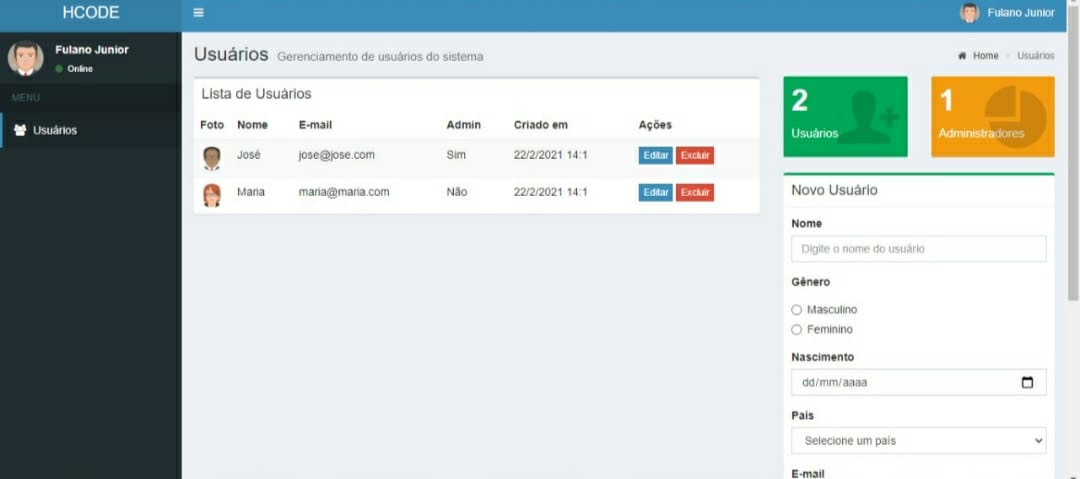 HCODE
Fulano Junior
Fulano Junior
Online
MENU
Usuários
Usuários Gerenciamento de usuários do sistema
Home > Usuários
Lista de Usuários
Foto Nome E-mail Admin Criado em Ações
José jose@jose.com Sim 22/2/2021 14:1 Editar Excluir
Maria maria@maria.com Não 22/2/2021 14:1 Editar Excluir
2
Usuários
1
Administradores
Novo Usuário
Nome
Digite o nome do usuário
Gênero
Masculino
Feminino
Nascimento
dd/mm/aaaa
País
Selecione um país
E-mail